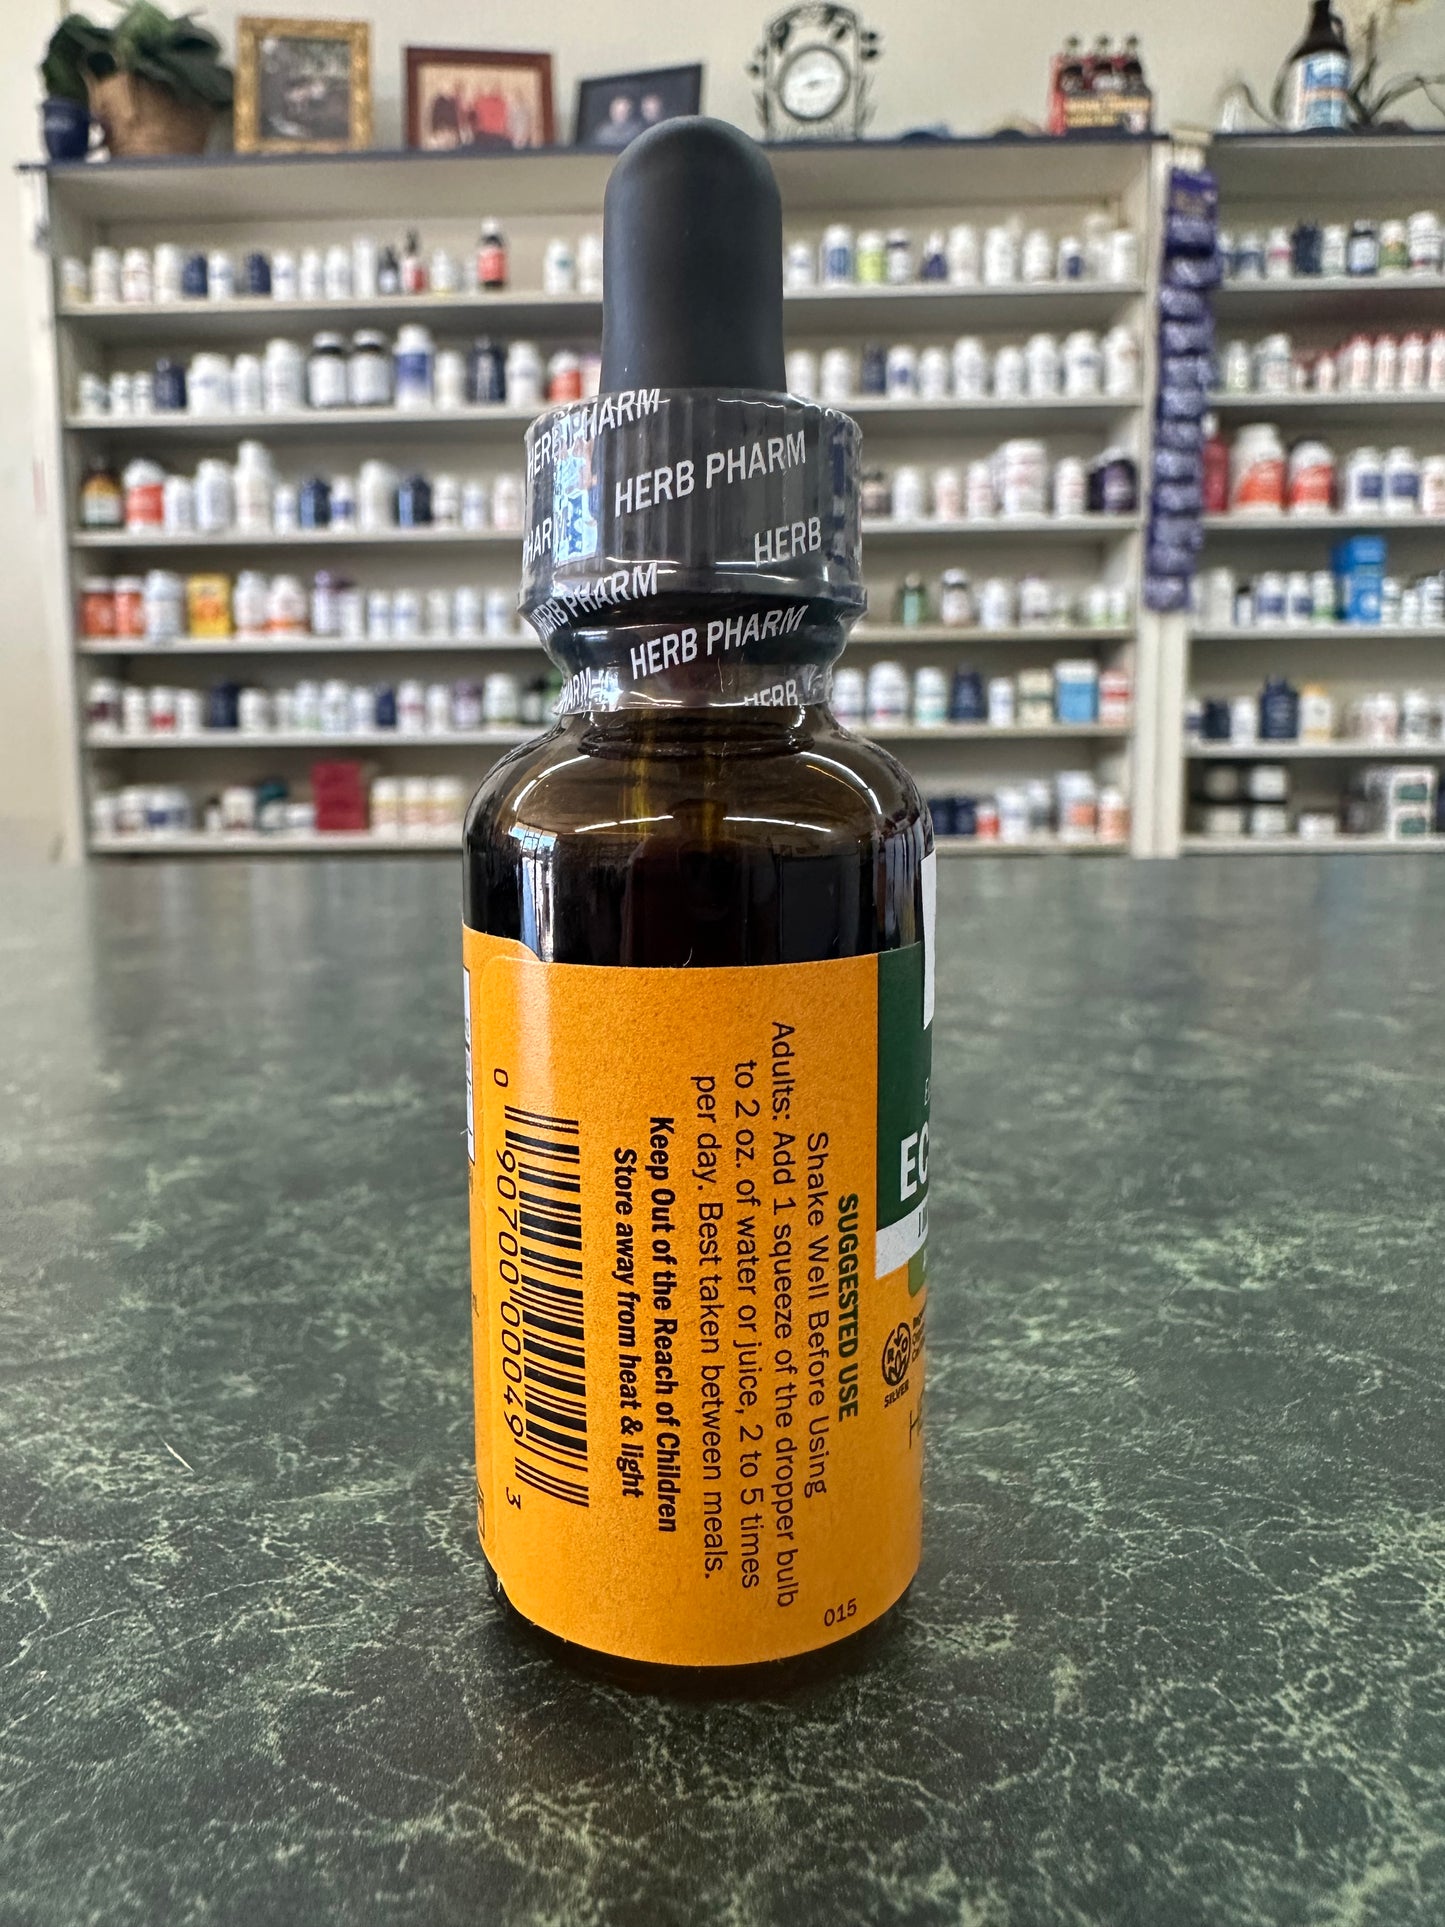 HERB PHARM
HERB PHARM
HERB
HERB PHARM
HERB PHARM
HERB
SUGGESTED USE
Shake Well Before Using
Adults: Add 1 squeeze of the dropper bulb
to 2 oz. of water or juice, 2 to 5 times
per day. Best taken between meals.
Keep Out of the Reach of Children
Store away from heat & light
0 90700 00049 3
015
EC
SILVER